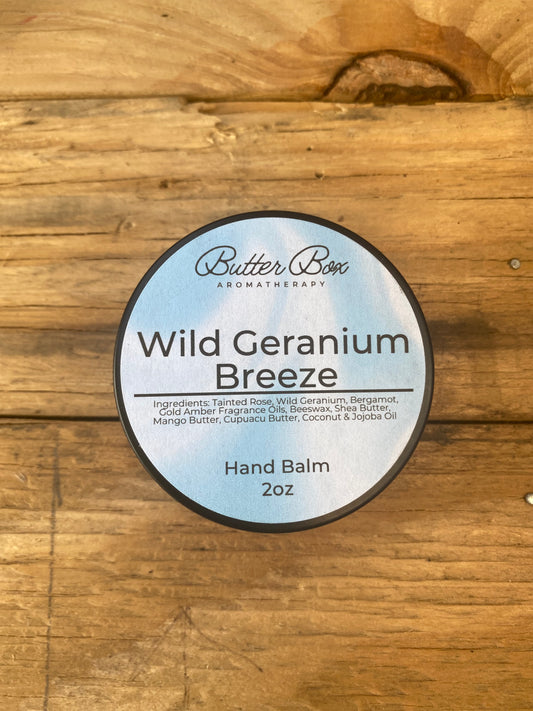 Butter Box
AROMATHERAPY
Wild Geranium
Breeze
Ingredients: Tainted Rose, Wild Geranium, Bergamot,
Gold Amber Fragrance Oils, Beeswax, Shea Butter,
Mango Butter, Cupuacu Butter, Coconut & Jojoba Oil
Hand Balm
2oz